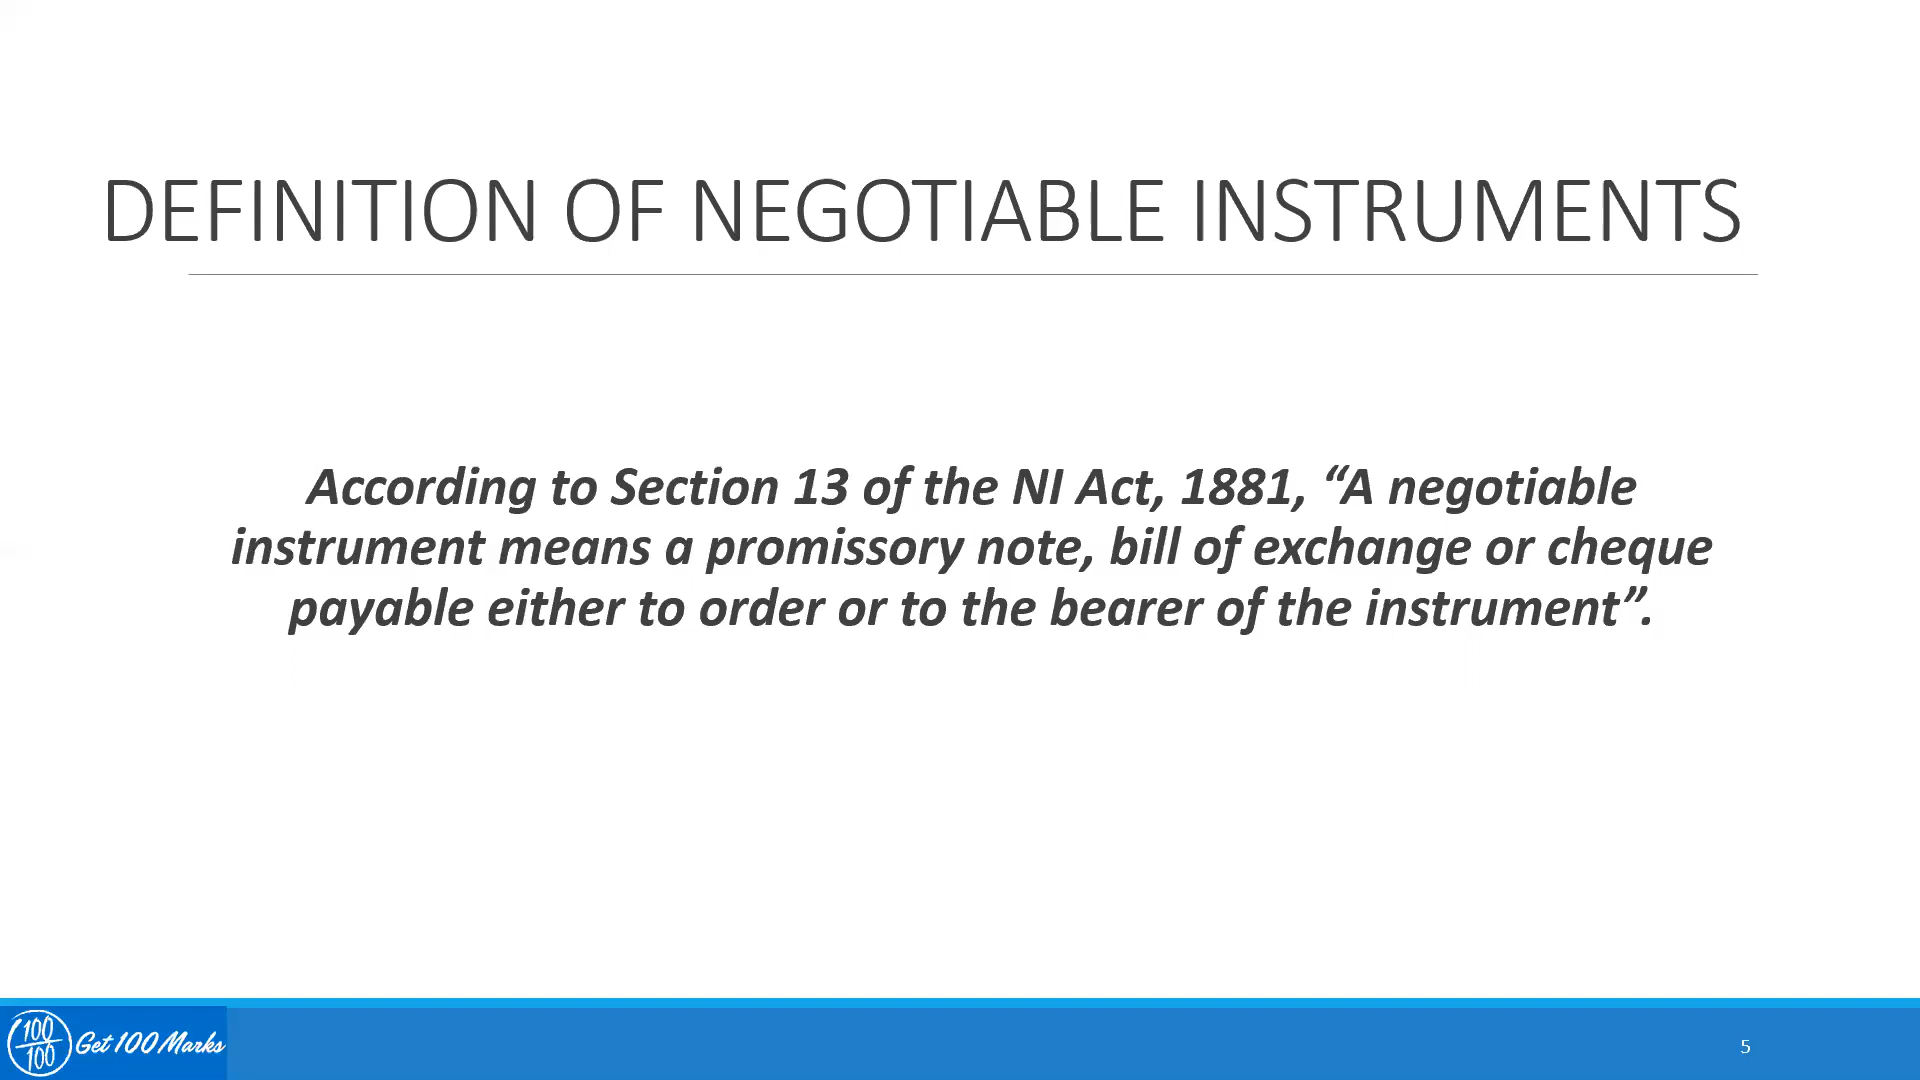 DEFINITION OF NEGOTIABLE INSTRUMENTS
According to Section 13 of the NI Act, 1881, “A negotiable
instrument means a promissory note, bill of exchange or cheque
payable either to order or to the bearer of the instrument”.
100
100
Get 100 Marks
5